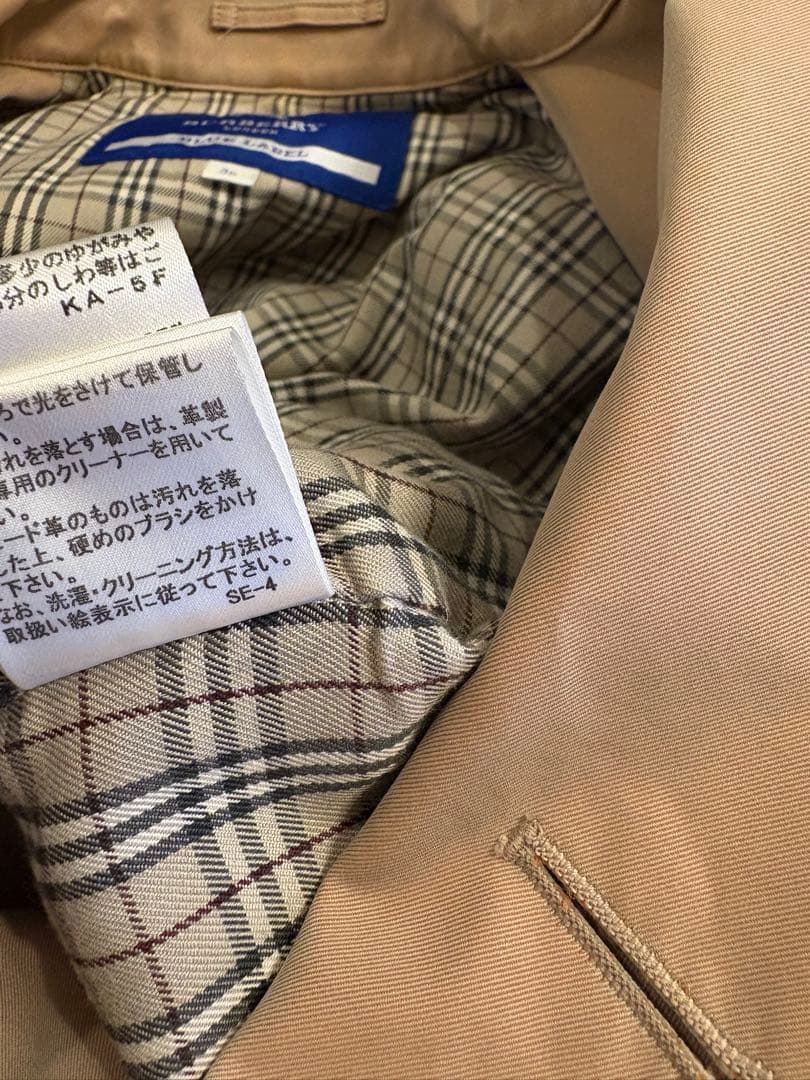 BURBERRY
LONDON
BLUE LABEL
多少のゆがみや
分のしわ等はご
KA-5F
ろで光をさけて保管し
い。
れを落とす場合は、革製
専用のクリーナーを用いて
い。
ード革のものは汚れを落
した上、硬めのブラシをかけ
て下さい。
なお、洗濯・クリーニング方法は、
取扱い絵表示に従って下さい。
SE-4